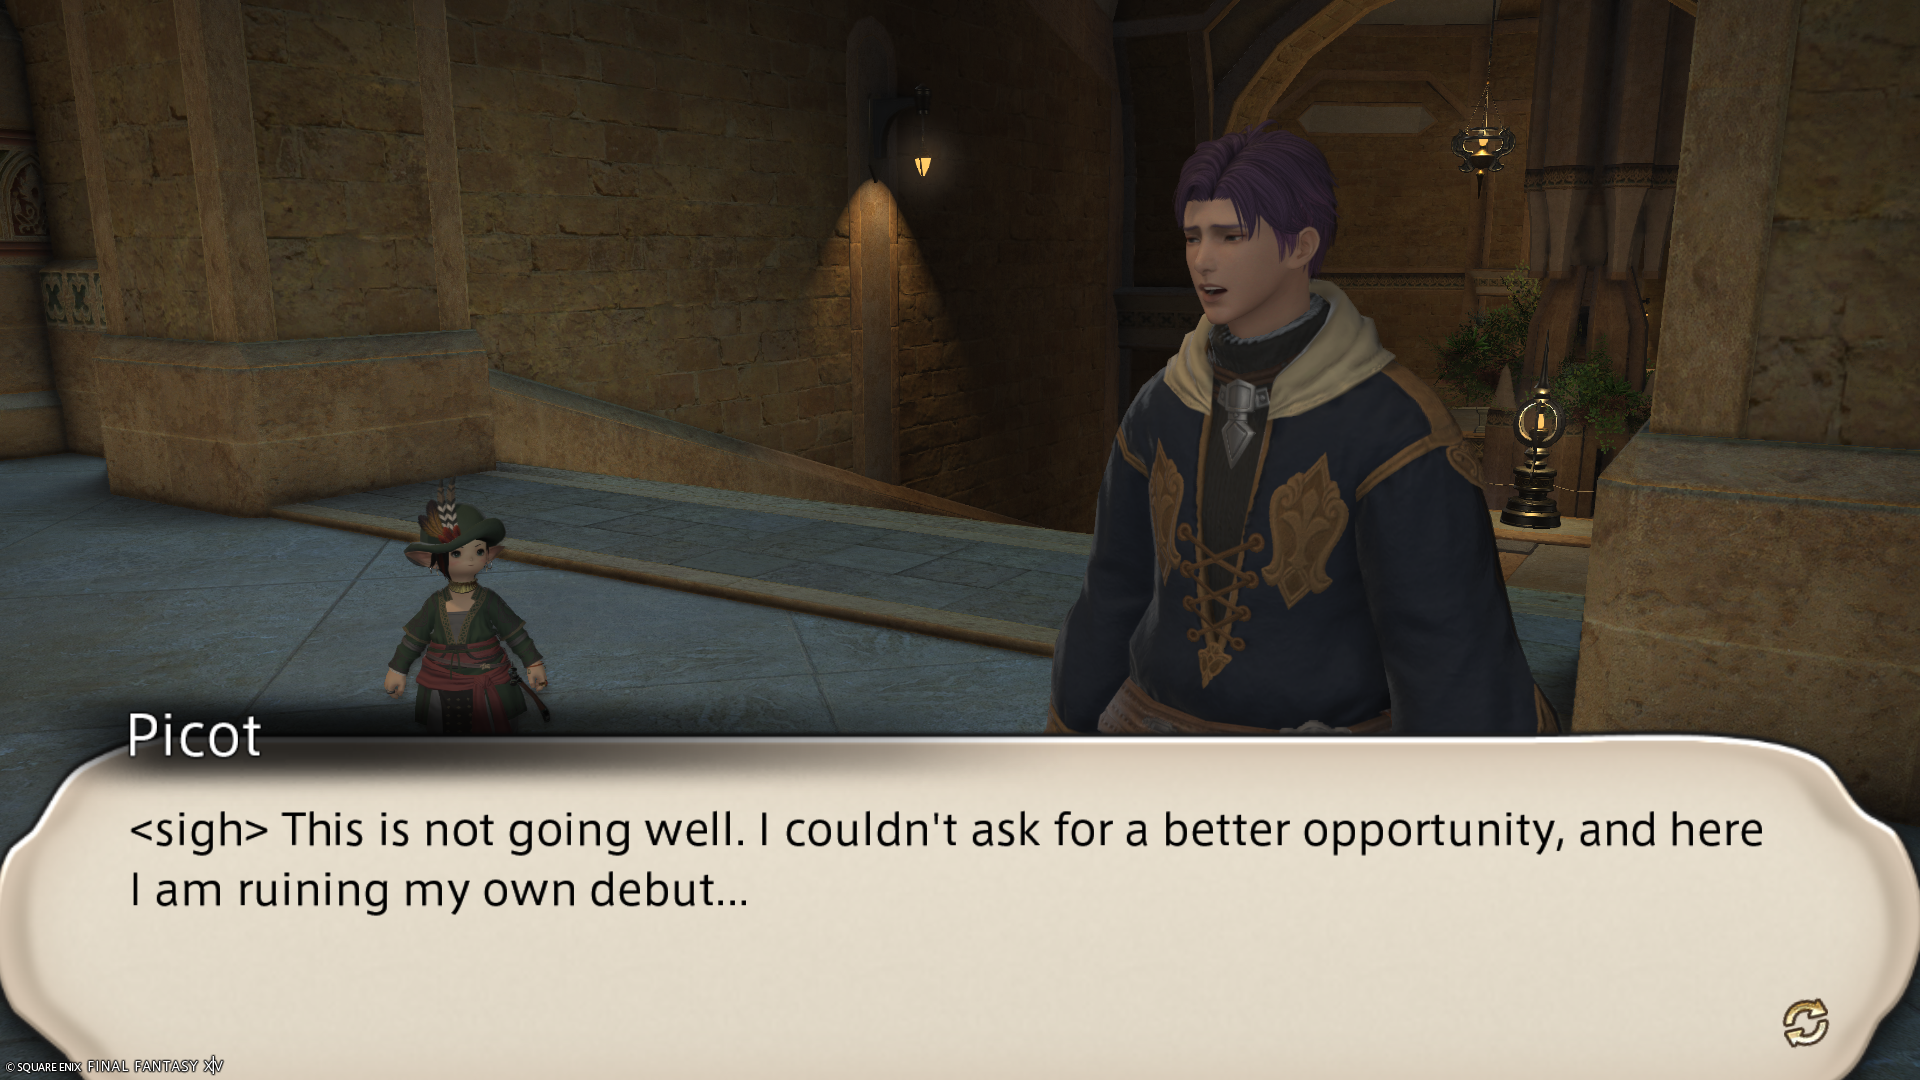 Picot
<sigh> This is not going well. I couldn't ask for a better opportunity, and here
I am ruining my own debut...
© SQUARE ENIX FINAL FANTASY XIV